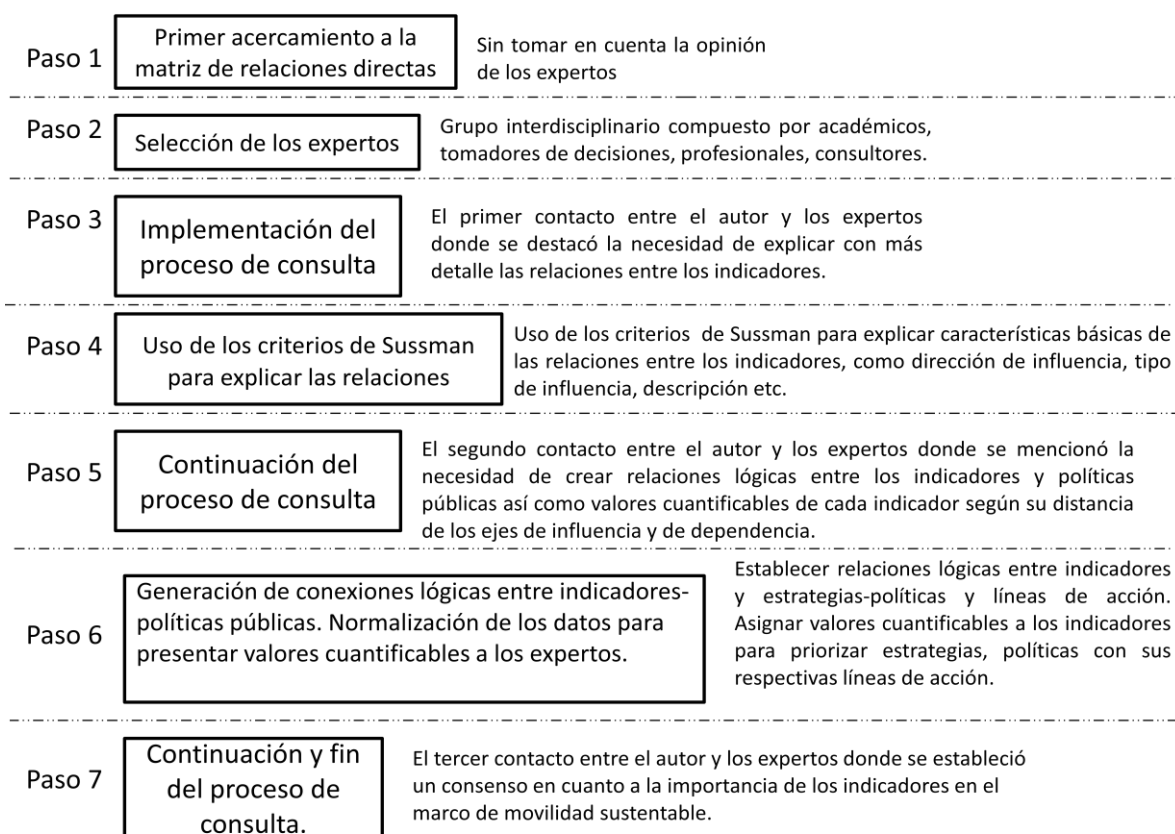 Paso 1
Primer acercamiento a la
matriz de relaciones directas
Sin tomar en cuenta la opinión
de los expertos
Paso 2
Selección de los expertos
Grupo interdisciplinario compuesto por académicos,
tomadores de decisiones, profesionales, consultores.
Paso 3
Implementación del
proceso de consulta
El primer contacto entre el autor y los expertos
donde se destacó la necesidad de explicar con más
detalle las relaciones entre los indicadores.
Paso 4
Uso de los criterios de Sussman
para explicar las relaciones
Uso de los criterios de Sussman para explicar características básicas de
las relaciones entre los indicadores, como dirección de influencia, tipo
de influencia, descripción etc.
Paso 5
Continuación del
proceso de consulta
El segundo contacto entre el autor y los expertos donde se mencionó la
necesidad de crear relaciones lógicas entre los indicadores y políticas
públicas así como valores cuantificables de cada indicador según su distancia
de los ejes de influencia y de dependencia.
Paso 6
Generación de conexiones lógicas entre indicadores-
políticas públicas. Normalización de los datos para
presentar valores cuantificables a los expertos.
Establecer relaciones lógicas entre indicadores
y estrategias-políticas y líneas de acción.
Asignar valores cuantificables a los indicadores
para priorizar estrategias, políticas con sus
respectivas líneas de acción.
Paso 7
Continuación y fin
del proceso de
consulta.
El tercer contacto entre el autor y los expertos donde se estableció
un consenso en cuanto a la importancia de los indicadores en el
marco de movilidad sustentable.